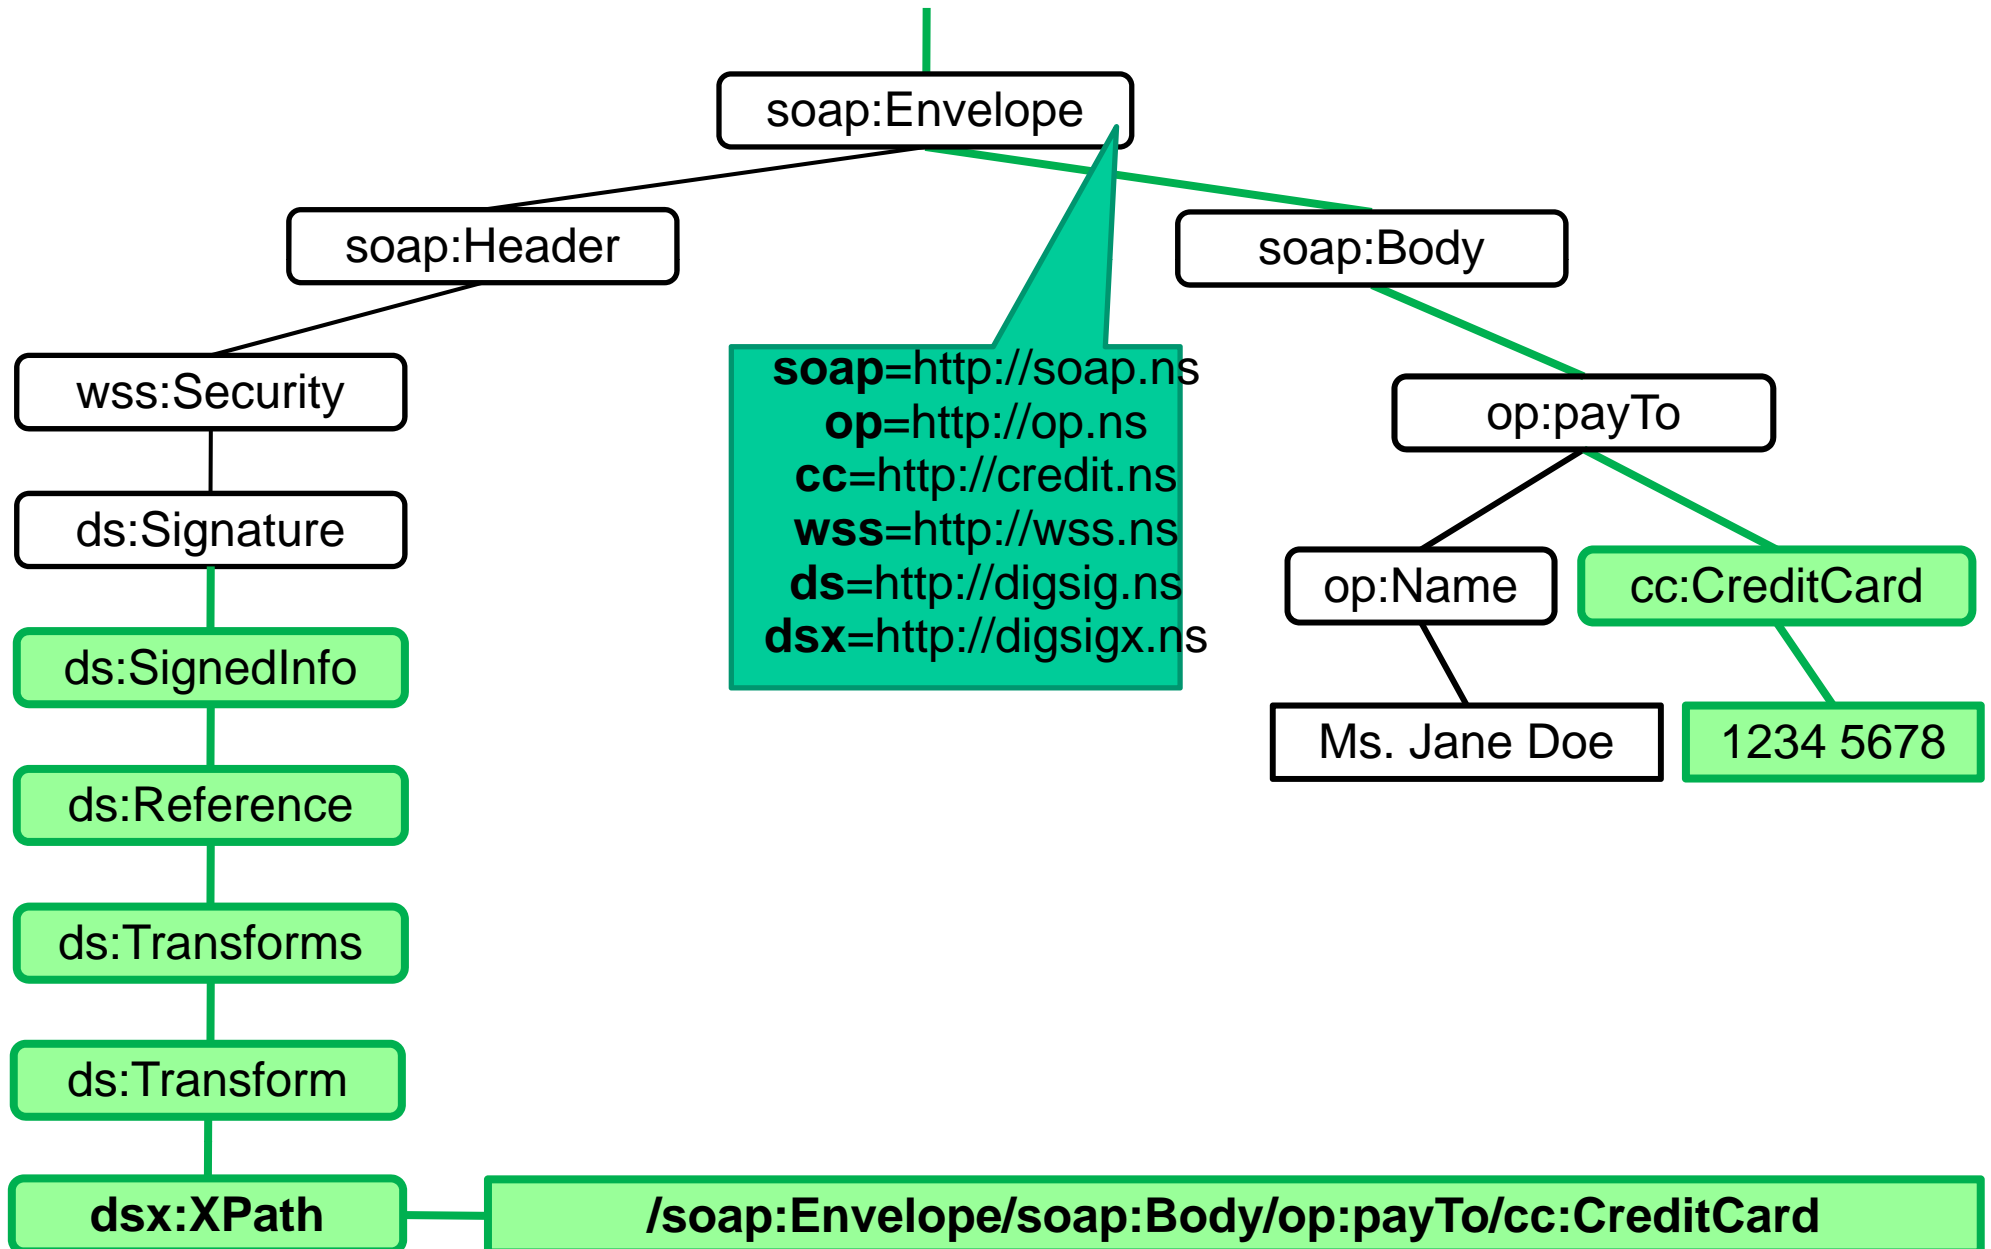 soap:Envelope
soap:Header
soap:Body
wss:Security
soap=http://soap.ns
op=http://op.ns
cc=http://credit.ns
wss=http://wss.ns
ds=http://digsig.ns
dsx=http://digsigx.ns
op:payTo
ds:Signature
op:Name
cc:CreditCard
ds:SignedInfo
Ms. Jane Doe
1234 5678
ds:Reference
ds:Transforms
ds:Transform
dsx:XPath
/soap:Envelope/soap:Body/op:payTo/cc:CreditCard